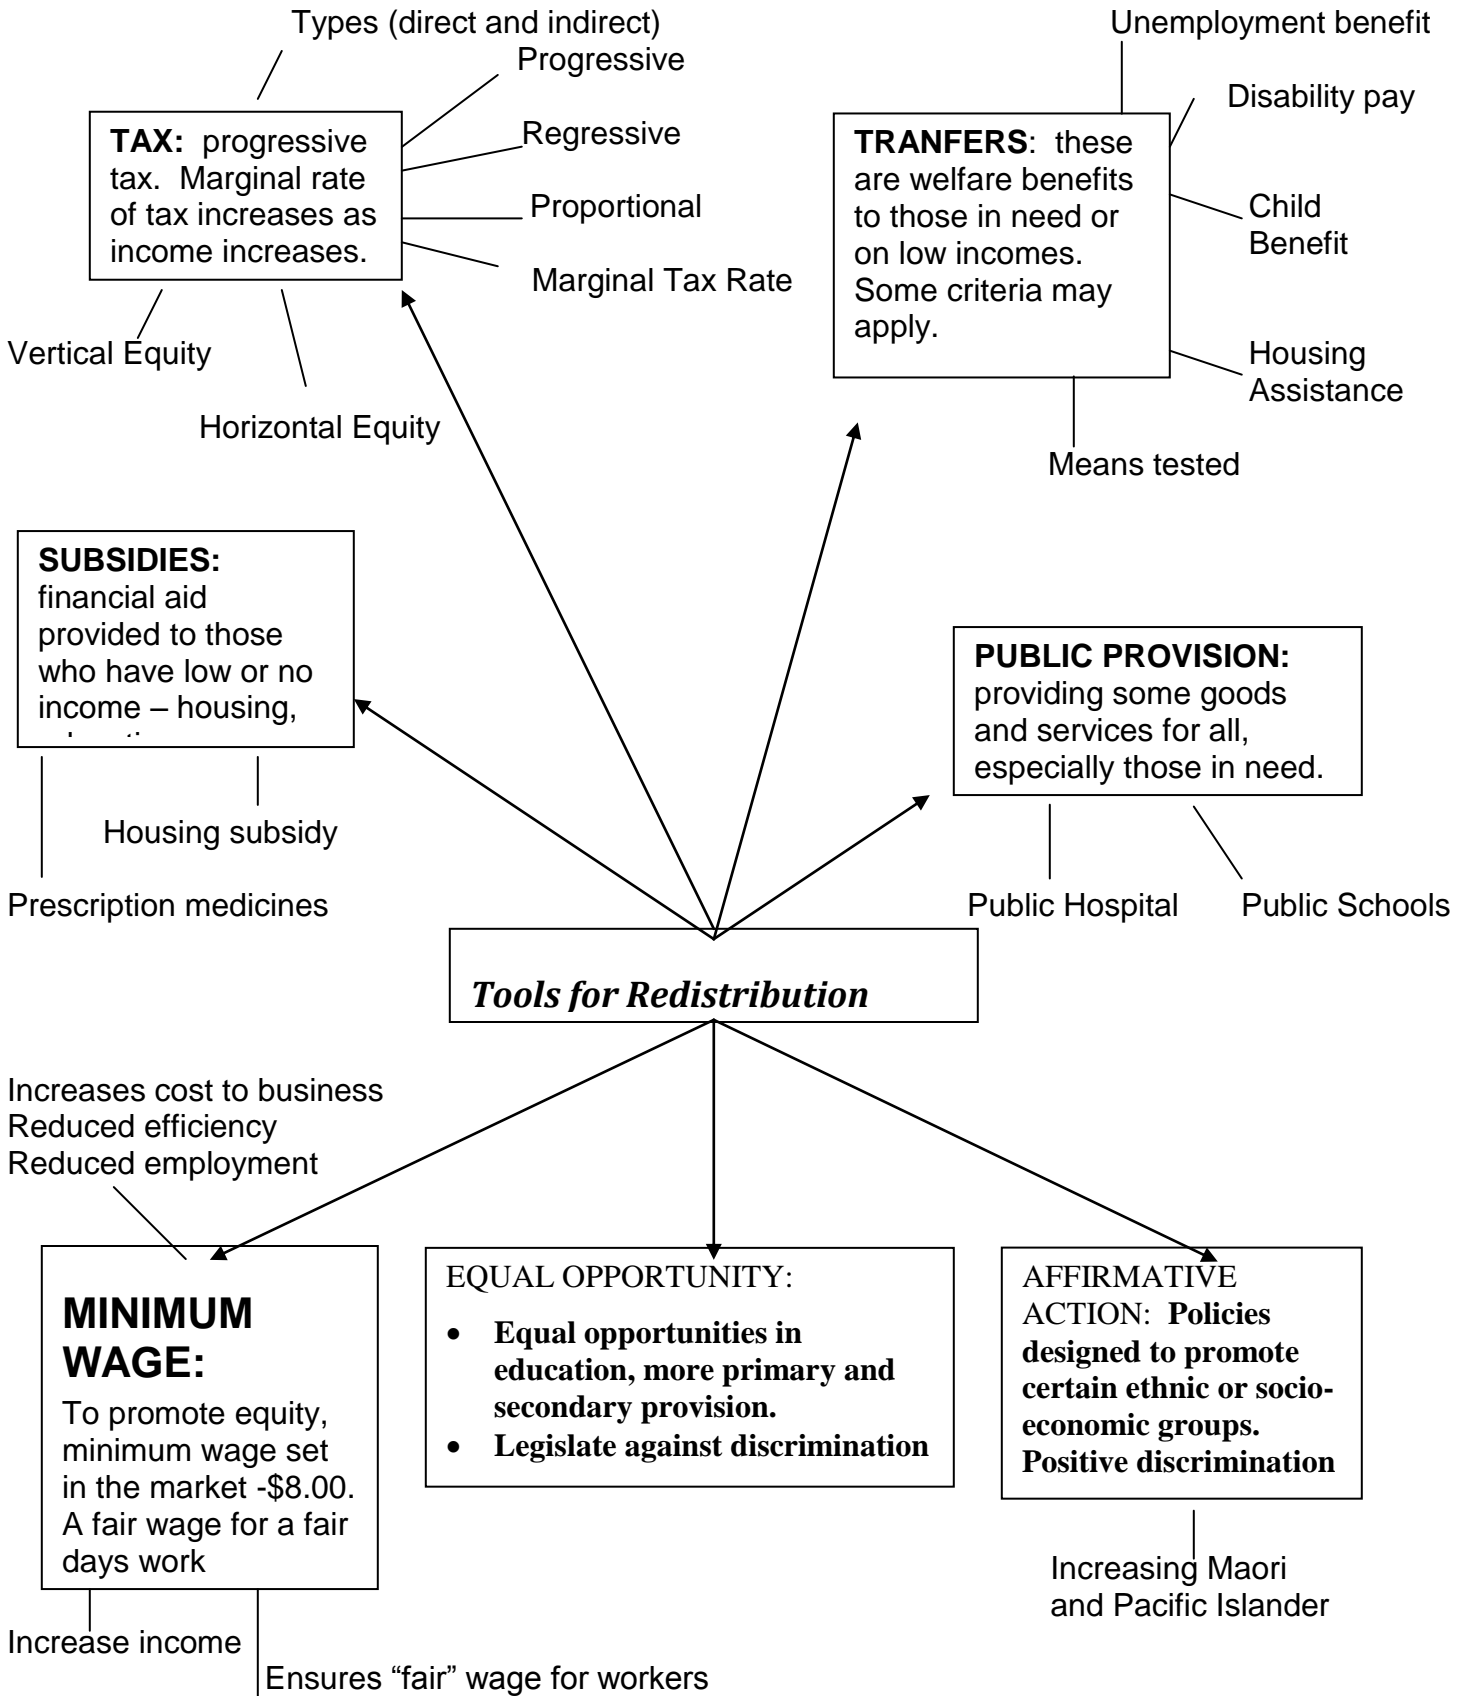 Types (direct and indirect)
Progressive
Regressive
Proportional
Marginal Tax Rate
TAX: progressive
tax. Marginal rate
of tax increases as
income increases.
Vertical Equity
Horizontal Equity
Unemployment benefit
Disability pay
Child
Benefit
Housing
Assistance
TRANFERS: these
are welfare benefits
to those in need or
on low incomes.
Some criteria may
apply.
Means tested
SUBSIDIES:
financial aid
provided to those
who have low or no
income – housing,
Housing subsidy
Prescription medicines
PUBLIC PROVISION:
providing some goods
and services for all,
especially those in need.
Public Hospital
Public Schools
Tools for Redistribution
Increases cost to business
Reduced efficiency
Reduced employment
MINIMUM
WAGE:
To promote equity,
minimum wage set
in the market -$8.00.
A fair wage for a fair
days work
Increase income
Ensures “fair” wage for workers
EQUAL OPPORTUNITY:
• Equal opportunities in
education, more primary and
secondary provision.
• Legislate against discrimination
AFFIRMATIVE
ACTION: Policies
designed to promote
certain ethnic or socio-
economic groups.
Positive discrimination
Increasing Maori
and Pacific Islander